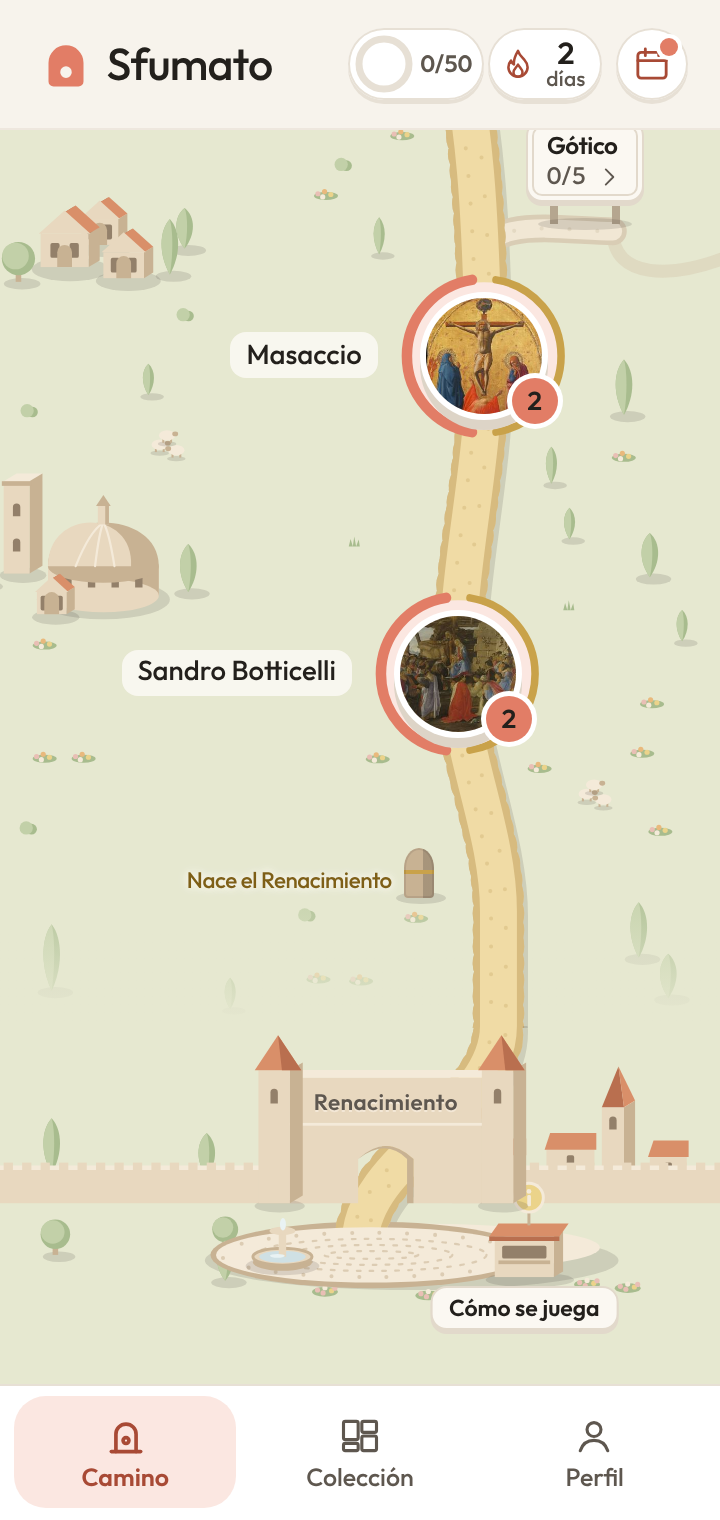 Sfumato
0/50
2
días
Gótico
0/5
Masaccio
2
Sandro Botticelli
2
Nace el Renacimiento
Renacimiento
Cómo se juega
Camino
Colección
Perfil